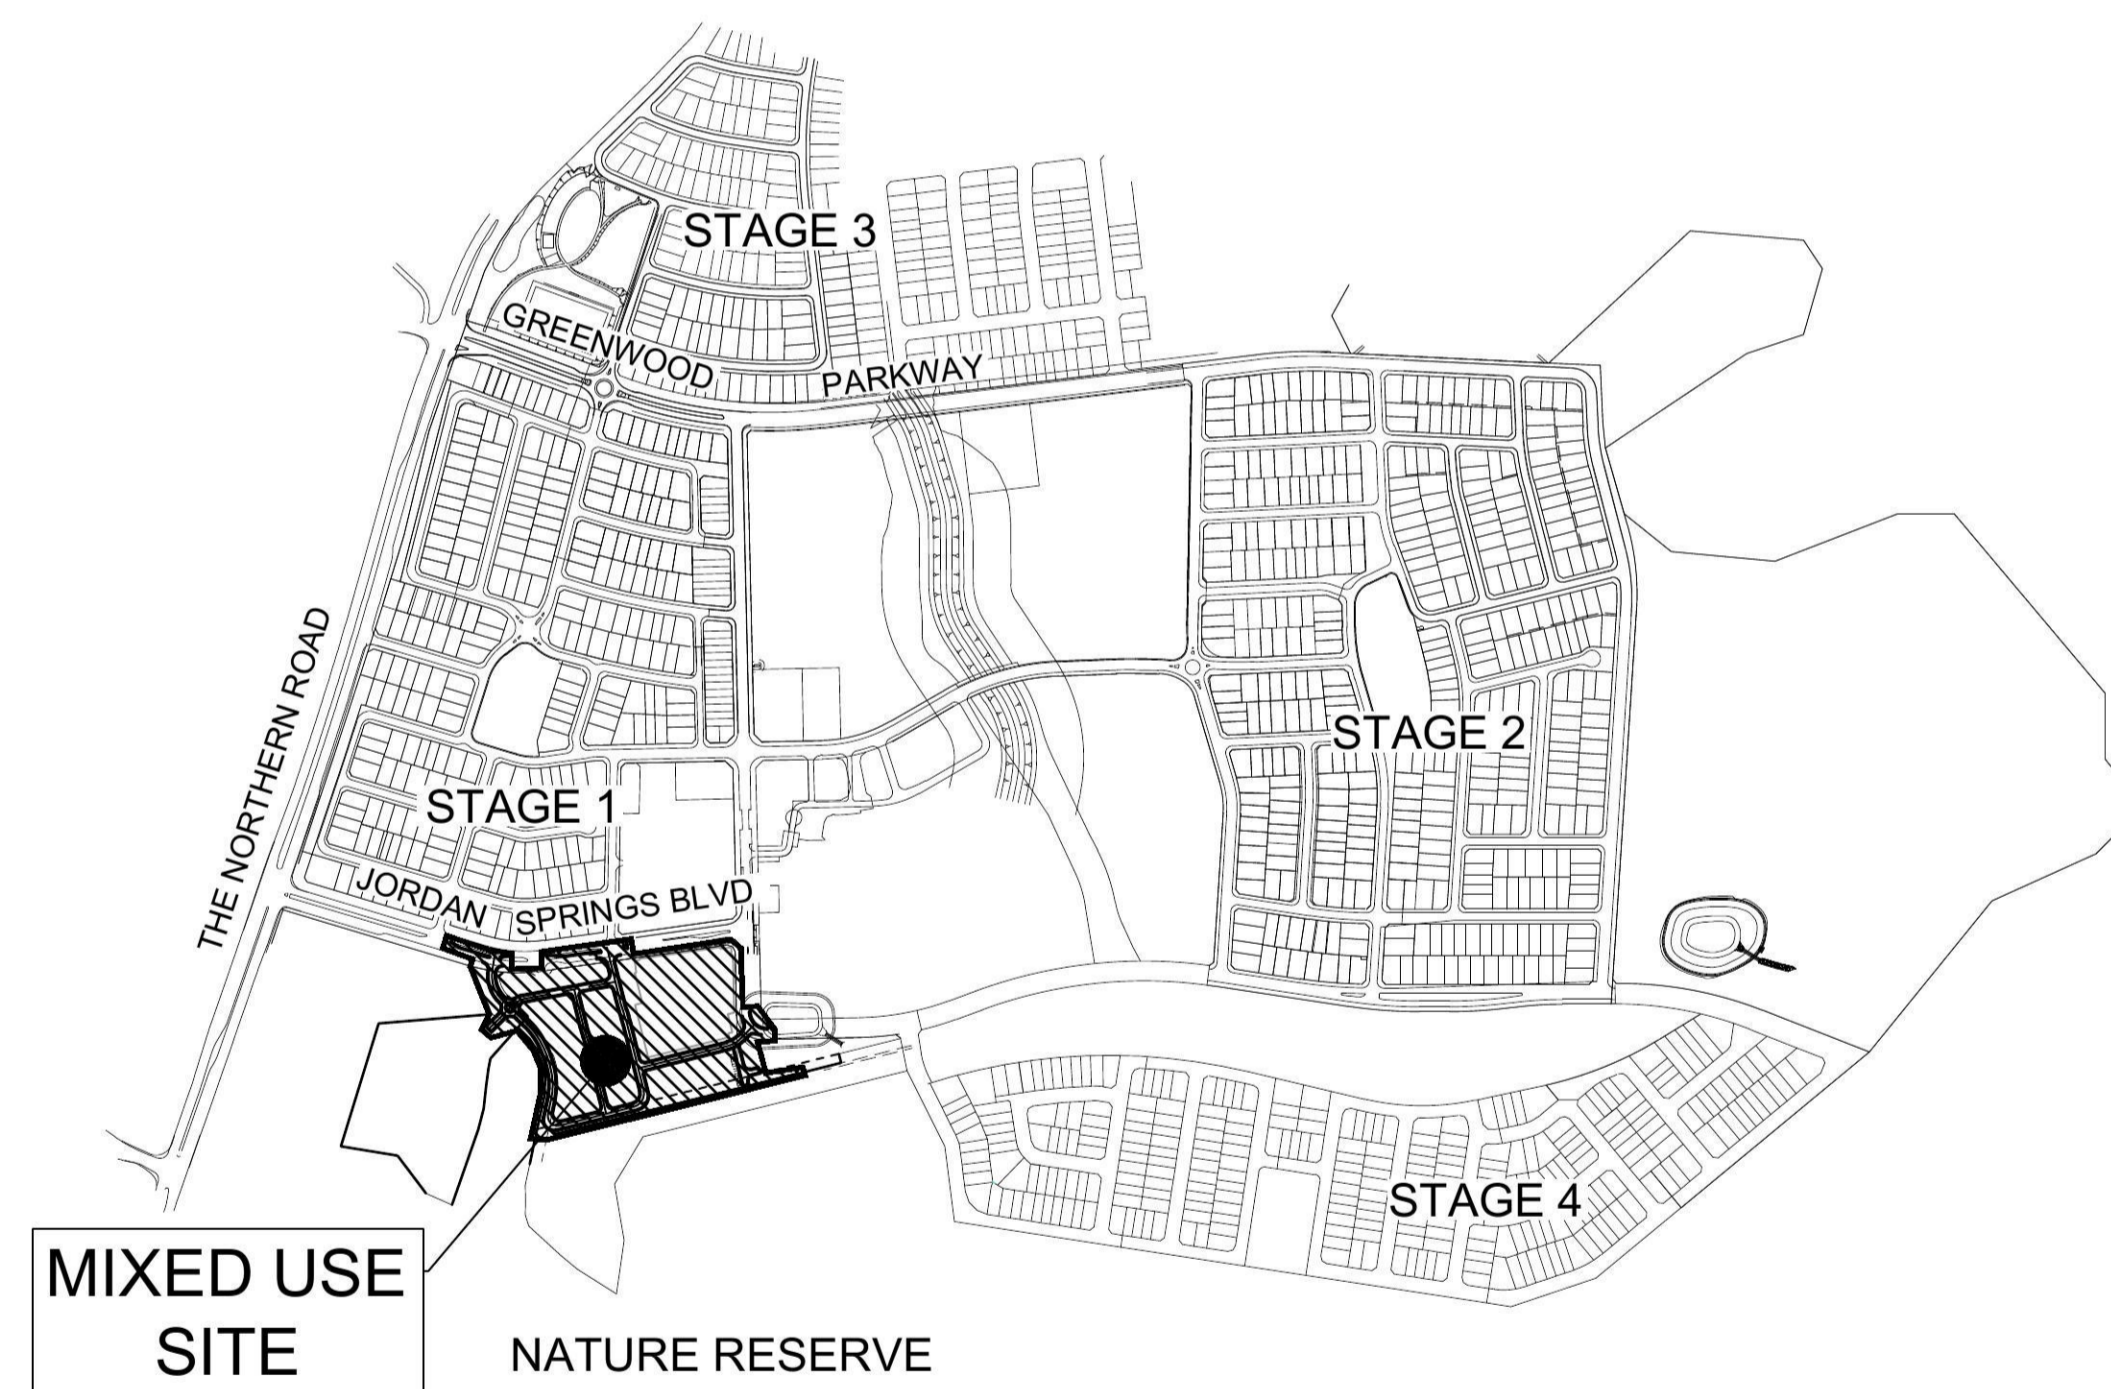 STAGE 3
GREENWOOD
PARKWAY
THE NORTHERN ROAD
STAGE 2
STAGE 1
JORDAN
SPRINGS BLVD
STAGE 4
MIXED USE
SITE
NATURE RESERVE